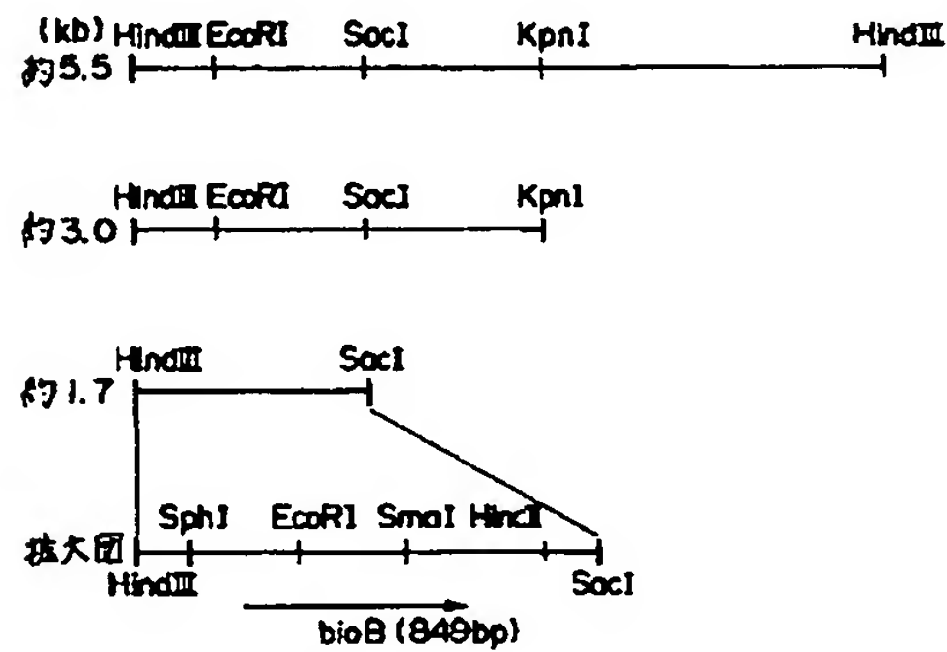 (kb) HindⅢ EcoRI SacI KpnI HindⅢ
約5.5
HindⅢ EcoRI SacI KpnI
約3.0
HindⅢ SacI
約1.7
SphI EcoRI SmaI HincⅡ
拡大図
HindⅢ SacI
bioB (849bp)